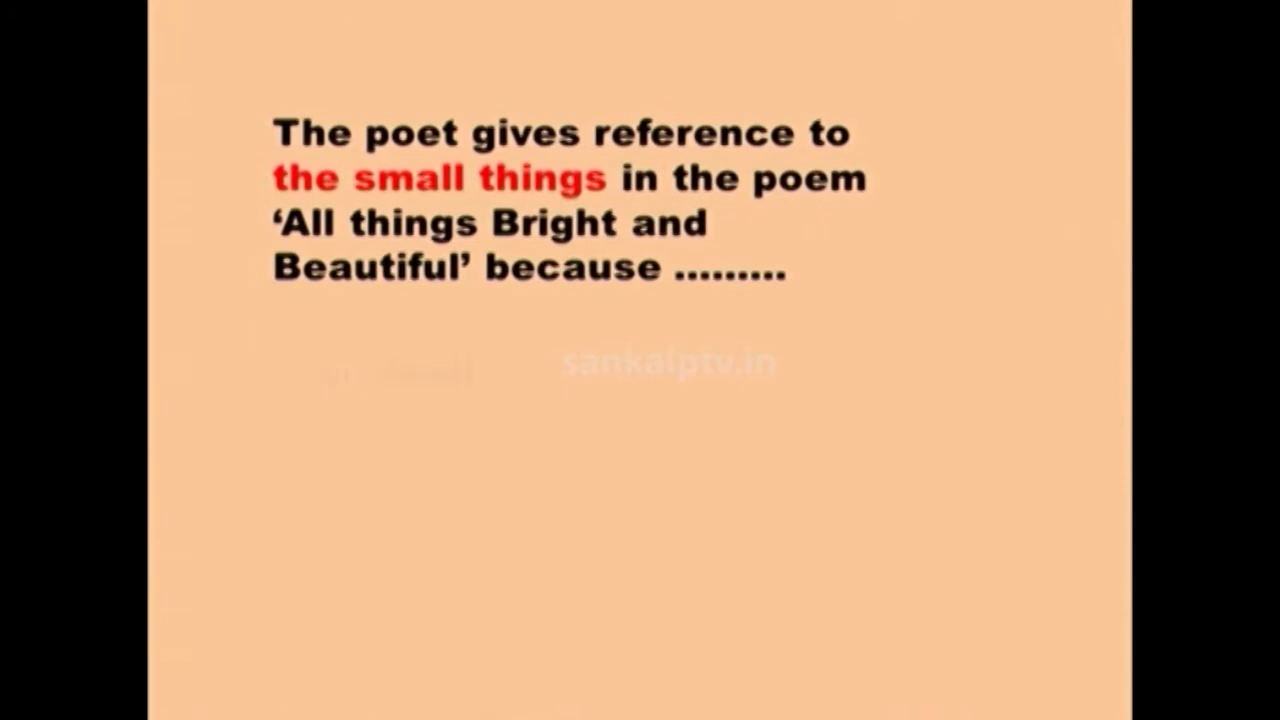 The poet gives reference to
the small things in the poem
‘All things Bright and
Beautiful’ because .........
sankalptv.in